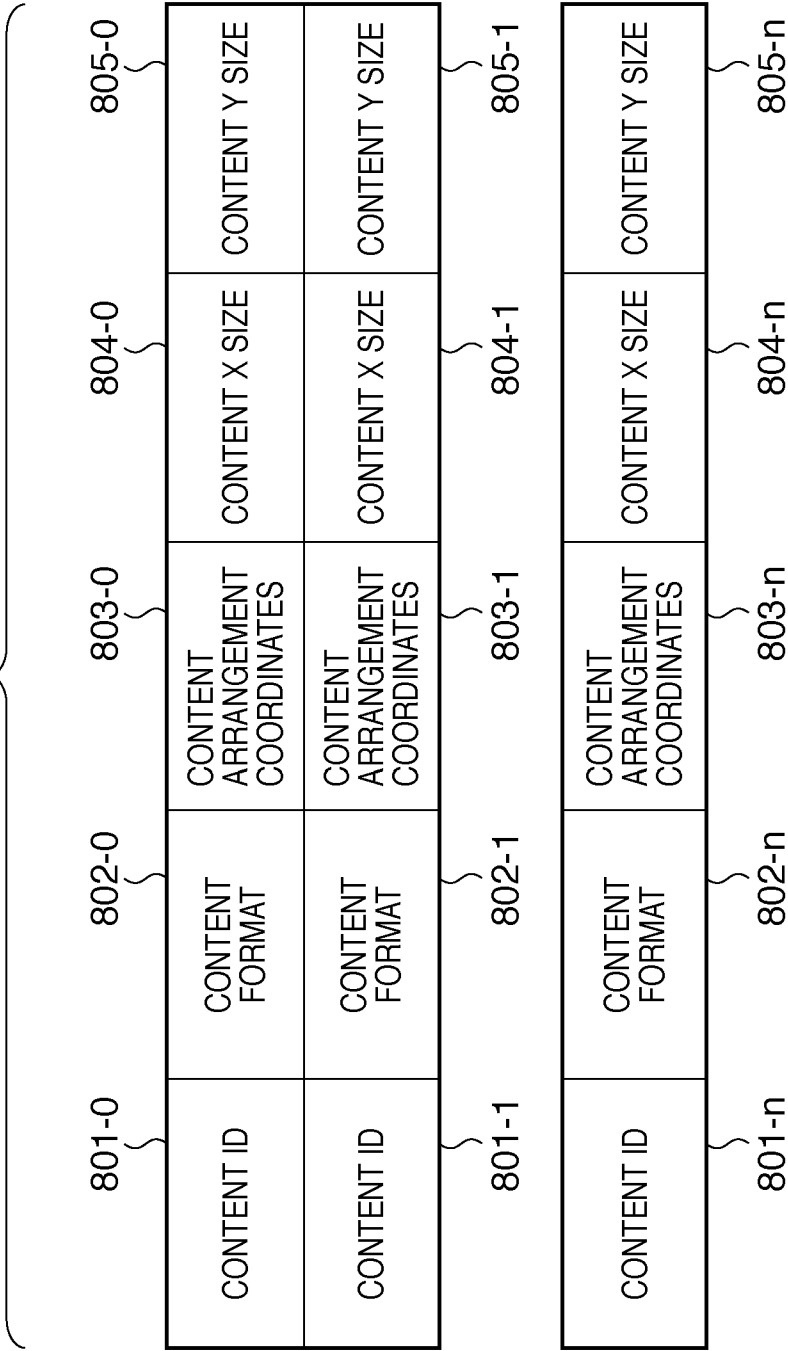 801-0
802-0
803-0
804-0
805-0
CONTENT ID
CONTENT
FORMAT
CONTENT
ARRANGEMENT
COORDINATES
CONTENT X SIZE
CONTENT Y SIZE
CONTENT ID
CONTENT
FORMAT
CONTENT
ARRANGEMENT
COORDINATES
CONTENT X SIZE
CONTENT Y SIZE
801-1
802-1
803-1
804-1
805-1
CONTENT ID
CONTENT
FORMAT
CONTENT
ARRANGEMENT
COORDINATES
CONTENT X SIZE
CONTENT Y SIZE
801-n
802-n
803-n
804-n
805-n